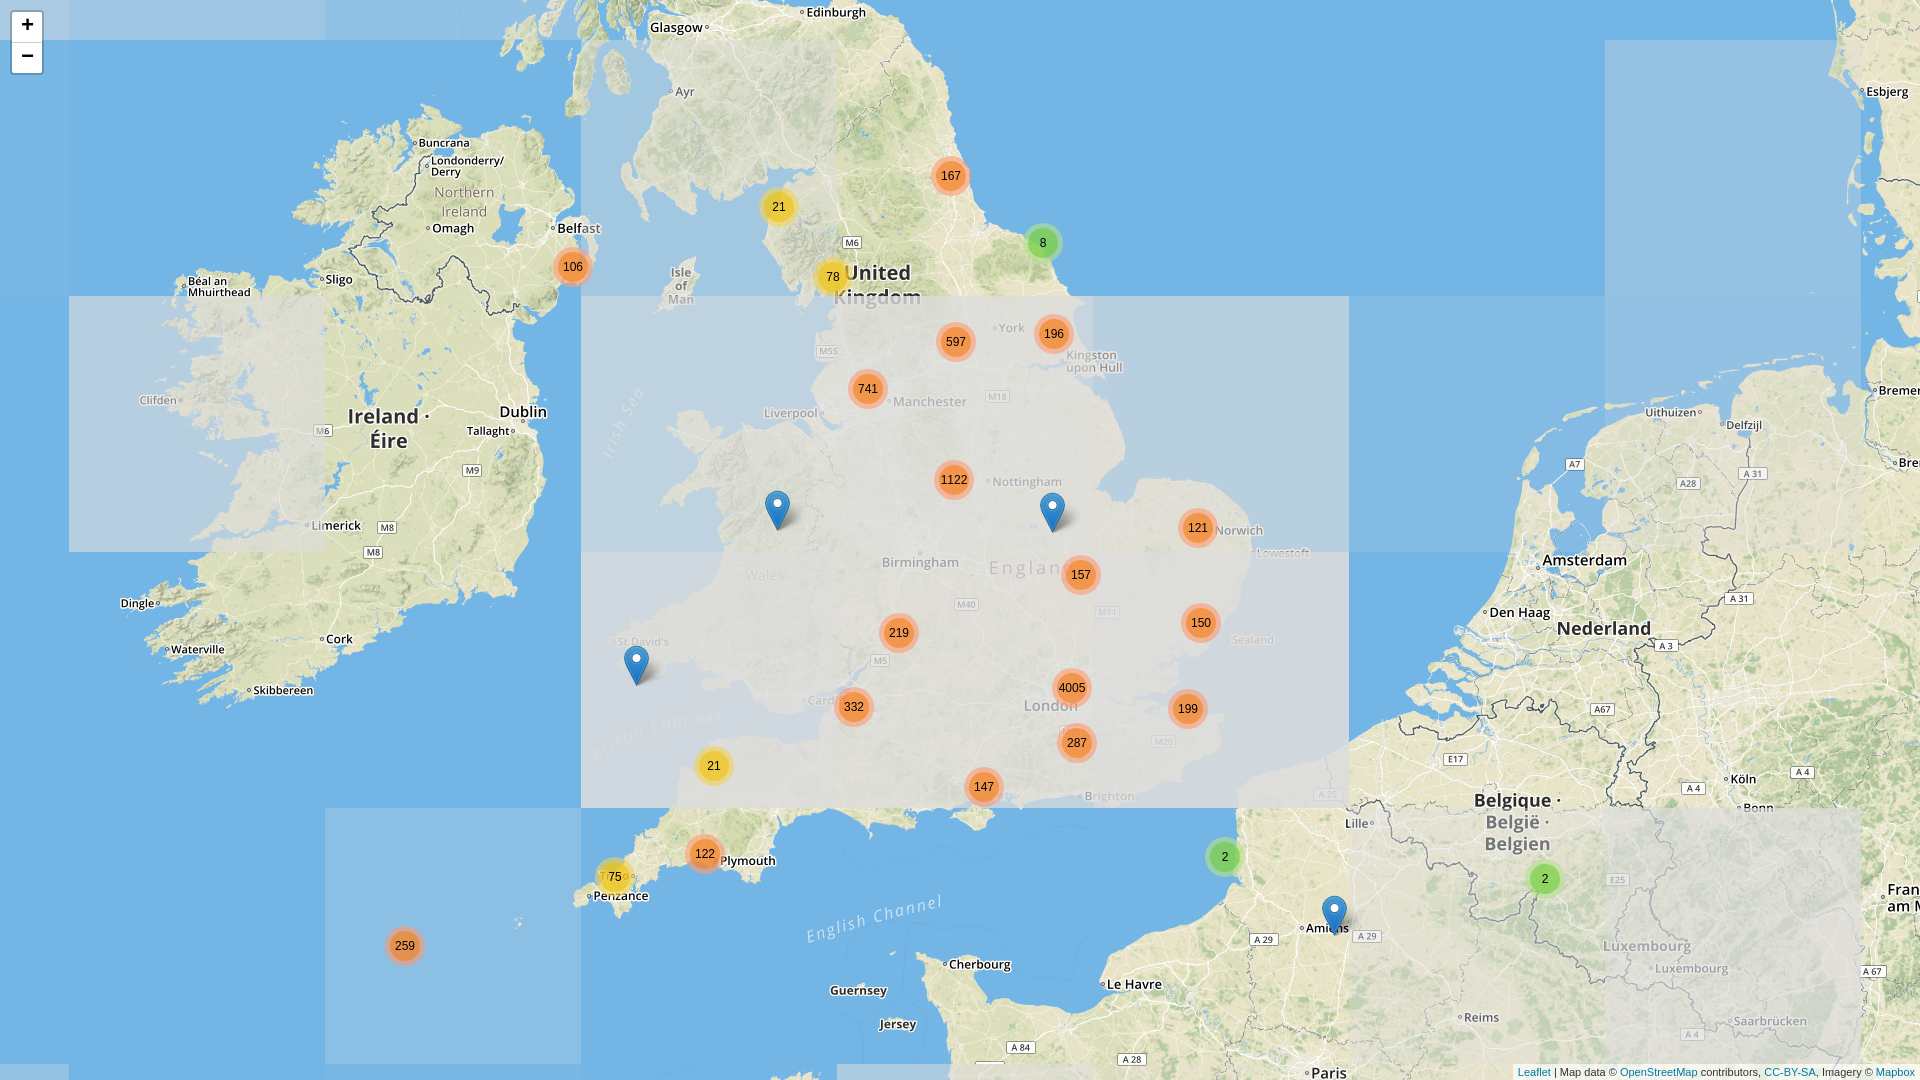 +
−
Edinburgh
Glasgow
Ayr
Esbjerg
Buncrana
Londonderry/
Derry
167
Northern
Ireland
21
Omagh
Belfast
M6
8
106
Isle
of
Man
78
United
Kingdom
Sligo
Béal an
Mhuirthead
York
196
597
M55
Kingston
upon Hull
741
M18
Clifden
Manchester
Liverpool
Uithuizen
Delfzijl
Ireland ·
Éire
M6
Dublin
Tallaght
Irish Sea
M9
A7
A 31
A28
1122
Nottingham
Limerick
M8
M8
121
Norwich
Lowestoft
Birmingham
Amsterdam
Wales
England
157
Dingle
M40
M11
A 31
Den Haag
150
Nederland
219
Cork
St David's
Sealand
Waterville
M5
A 3
Skibbereen
4005
332
London
199
A67
Bristol Channel
287
M20
E17
21
Köln
A 4
147
A 4
Brighton
A 25
Belgique ·
België ·
Belgien
Bonn
Lille
122
Plymouth
2
75
Penzance
2
E25
English Channel
Amiens
A 29
A 29
259
Luxembourg
Luxembourg
Cherbourg
A 67
Le Havre
Guernsey
Reims
Jersey
Saarbrücken
A 84
A 28
A 4
Paris
Leaflet | Map data © OpenStreetMap contributors, CC-BY-SA, Imagery © Mapbox